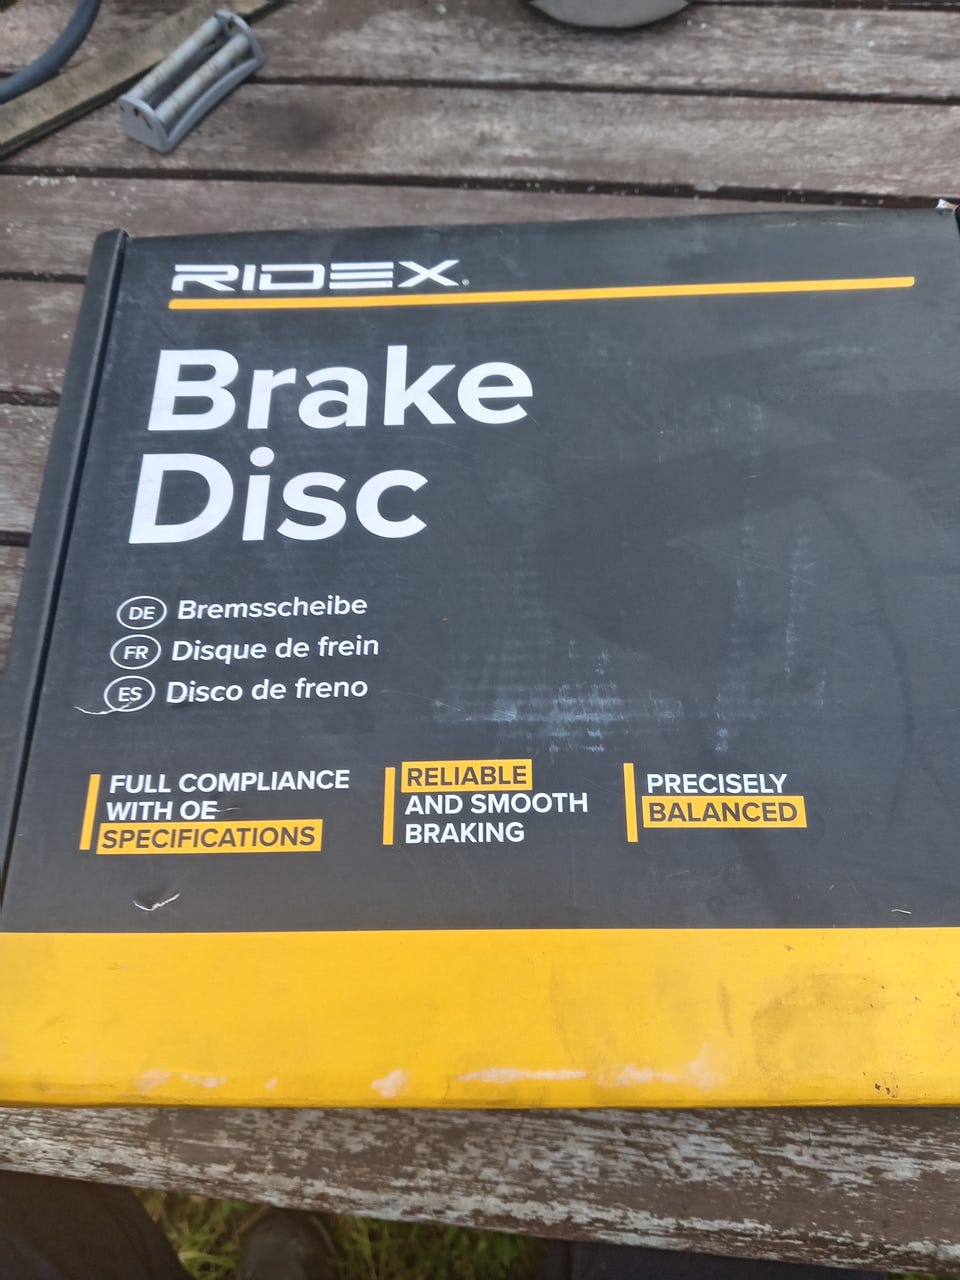 RIDEX
Brake
Disc
DE Bremsscheibe
FR Disque de frein
ES Disco de freno
FULL COMPLIANCE
WITH OE
SPECIFICATIONS
RELIABLE
AND SMOOTH
BRAKING
PRECISELY
BALANCED